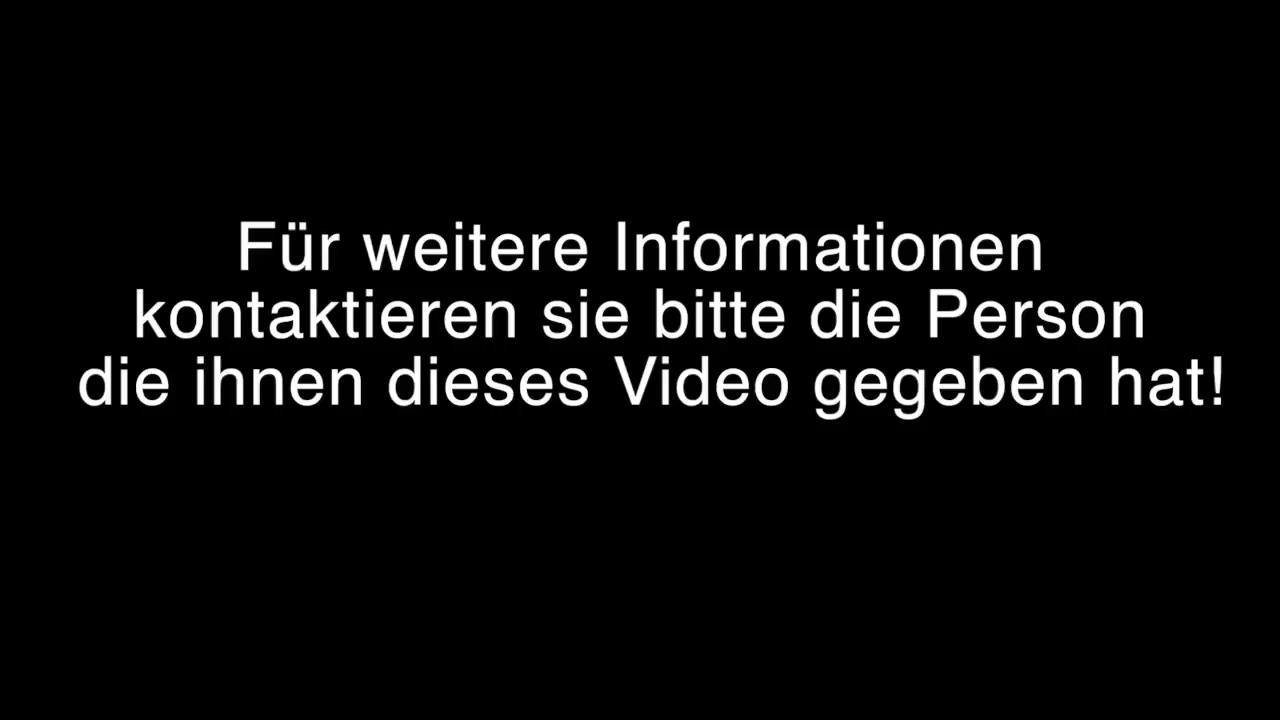 Für weitere Informationen
kontaktieren sie bitte die Person
die ihnen dieses Video gegeben hat!